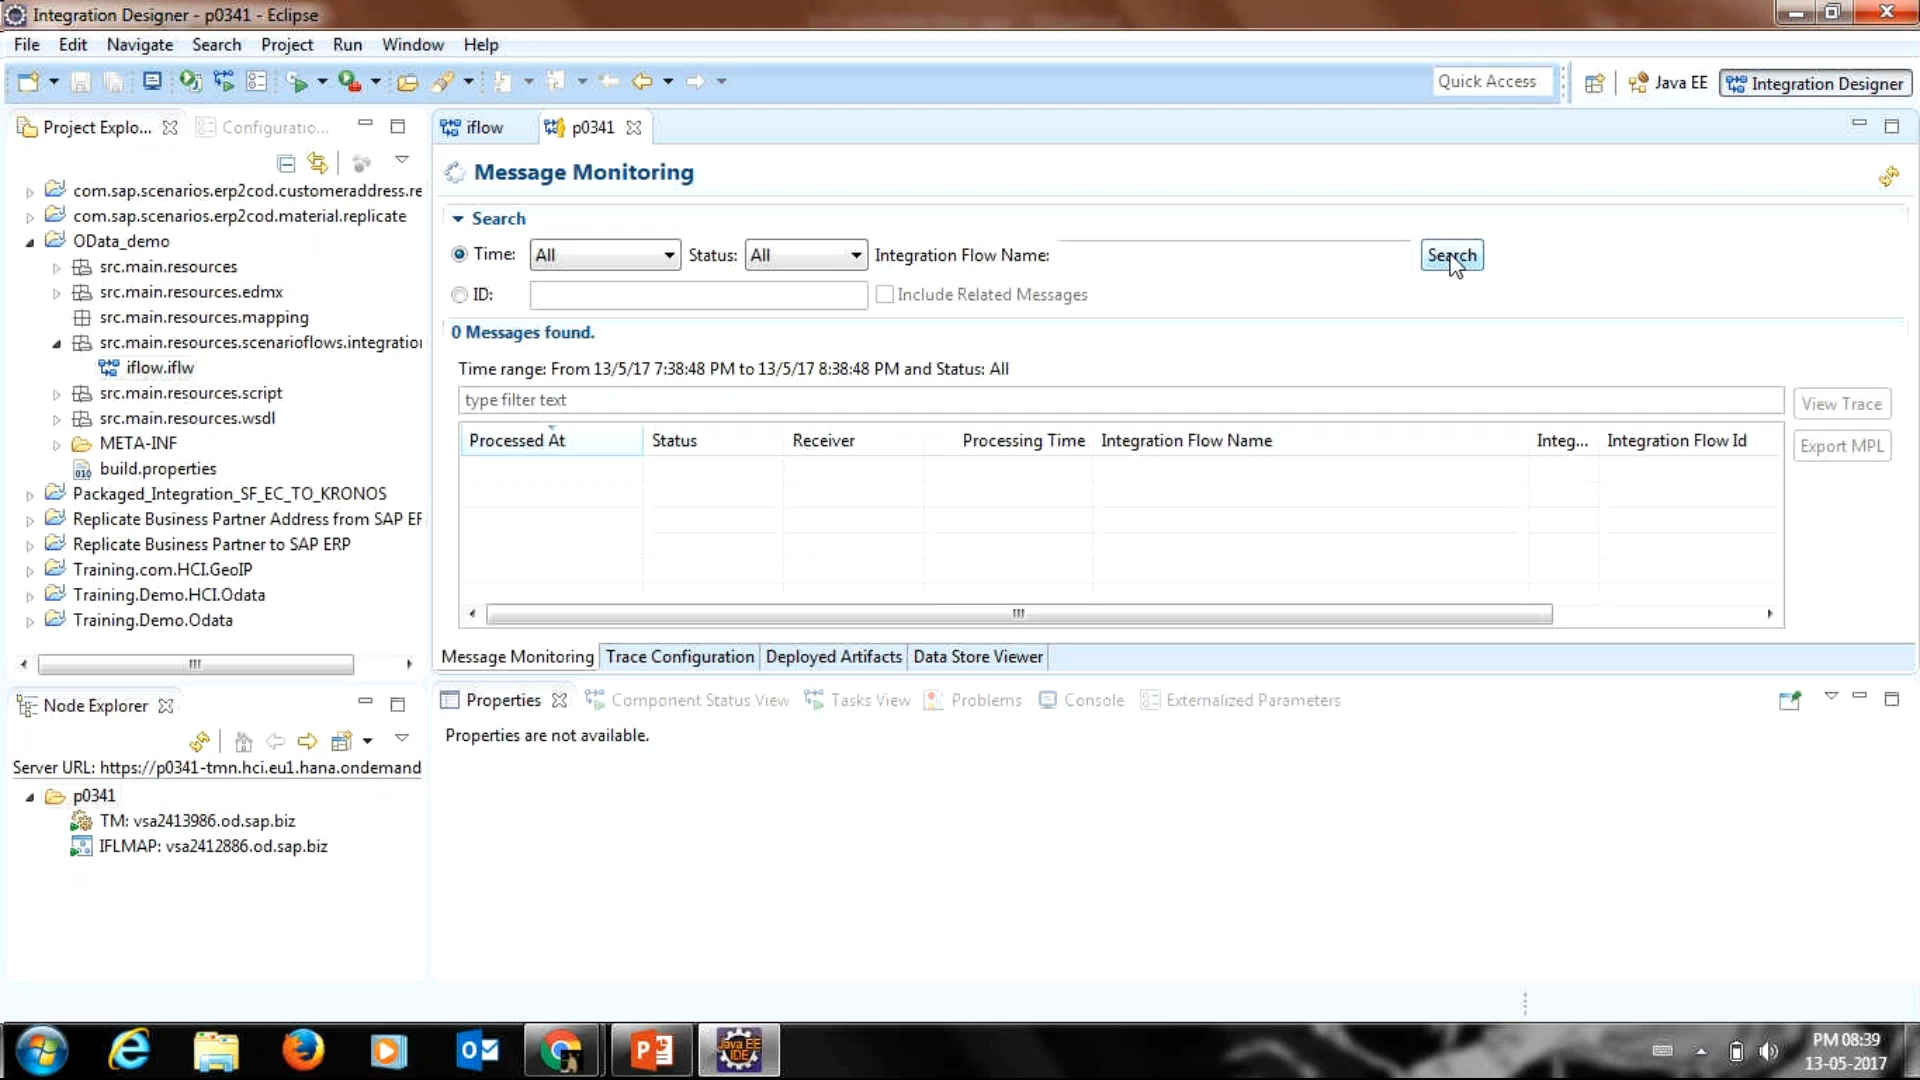 Integration Designer - p0341 - Eclipse
File Edit Navigate Search Project Run Window Help
Quick Access Java EE Integration Designer
Project Explo... Configuratio...
com.sap.scenarios.erp2cod.customeraddress.re
com.sap.scenarios.erp2cod.material.replicate
OData_demo
src.main.resources
src.main.resources.edmx
src.main.resources.mapping
src.main.resources.scenarioflows.integration
iflow.iflw
src.main.resources.script
src.main.resources.wsdl
META-INF
build.properties
Packaged_Integration_SF_EC_TO_KRONOS
Replicate Business Partner Address from SAP ER
Replicate Business Partner to SAP ERP
Training.com.HCI.GeoIP
Training.Demo.HCI.Odata
Training.Demo.Odata
iflow p0341
Message Monitoring
Search
Time: All Status: All Integration Flow Name: Search
ID: Include Related Messages
0 Messages found.
Time range: From 13/5/17 7:38:48 PM to 13/5/17 8:38:48 PM and Status: All
type filter text
View Trace
Export MPL
Processed At Status Receiver Processing Time Integration Flow Name Integ... Integration Flow Id
Message Monitoring Trace Configuration Deployed Artifacts Data Store Viewer
Node Explorer
Server URL: https://p0341-tmn.hci.eu1.hana.ondemand
p0341
TM: vsa2413986.od.sap.biz
IFLMAP: vsa2412886.od.sap.biz
Properties Component Status View Tasks View Problems Console Externalized Parameters
Properties are not available.
Java EE
IDE
PM 08:39
13-05-2017